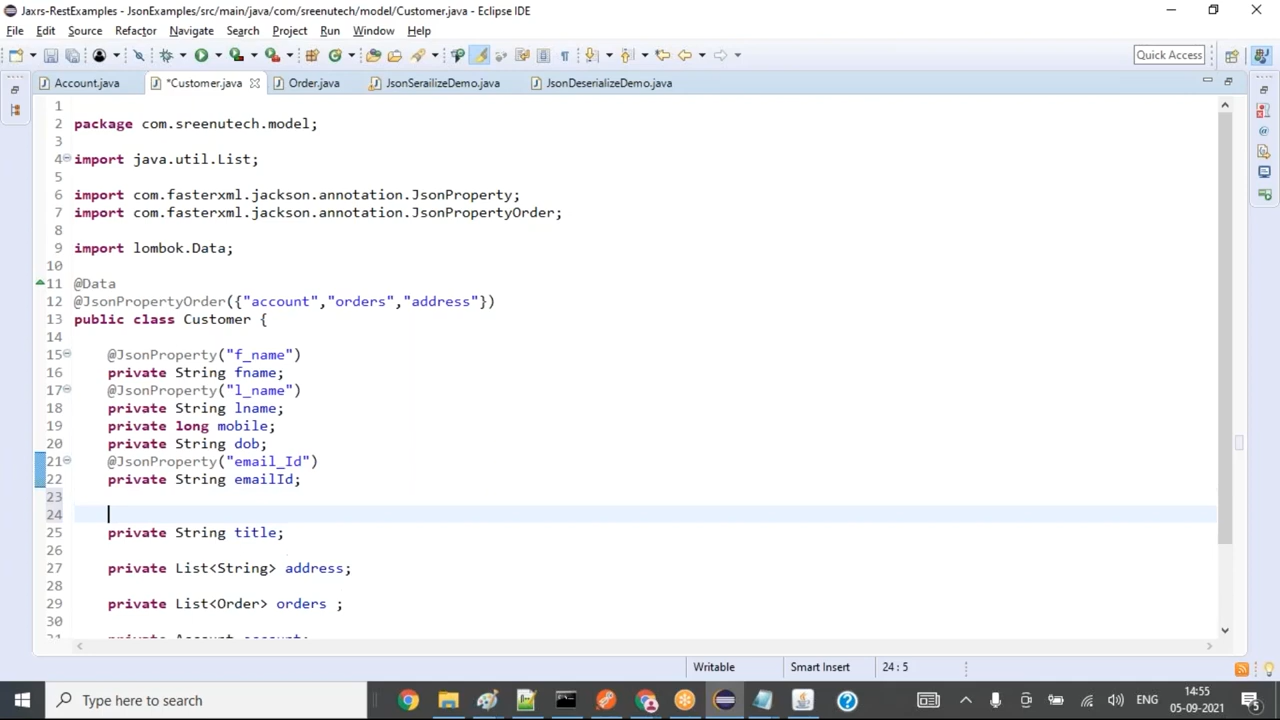 Jaxrs-RestExamples - JsonExamples/src/main/java/com/sreenutech/model/Customer.java - Eclipse IDE
File Edit Source Refactor Navigate Search Project Run Window Help
Quick Access
Account.java *Customer.java Order.java JsonSerailizeDemo.java JsonDeserializeDemo.java
1
2 package com.sreenutech.model;
3
4 import java.util.List;
5
6 import com.fasterxml.jackson.annotation.JsonProperty;
7 import com.fasterxml.jackson.annotation.JsonPropertyOrder;
8
9 import lombok.Data;
10
11 @Data
12 @JsonPropertyOrder({"account","orders","address"})
13 public class Customer {
14
15 @JsonProperty("f_name")
16 private String fname;
17 @JsonProperty("l_name")
18 private String lname;
19 private long mobile;
20 private String dob;
21 @JsonProperty("email_Id")
22 private String emailId;
23
24
25 private String title;
26
27 private List<String> address;
28
29 private List<Order> orders ;
30
31 private Account account;
Writable Smart Insert 24 : 5
Type here to search
ENG
14:55
05-09-2021
5